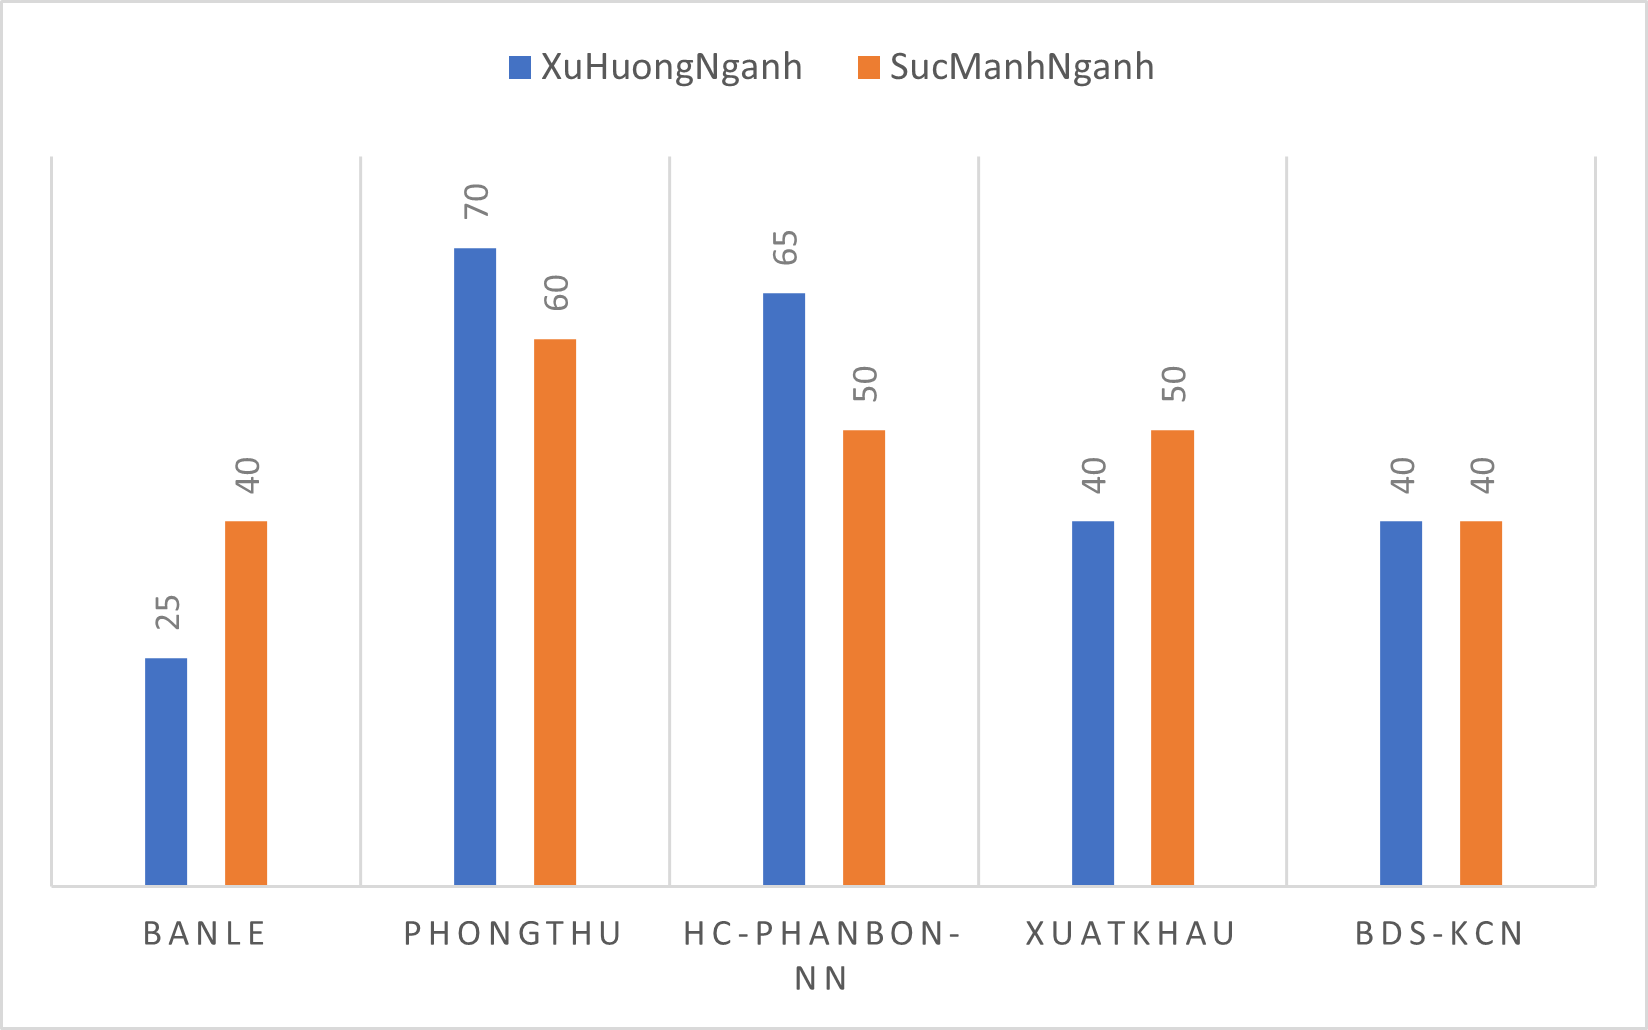 XuHuongNganh SucManhNganh
25 40 70 60 65 50 40 50 40 40
BANLE PHONGTHU HC-PHANBON- XUATKHAU BDS-KCN
NN